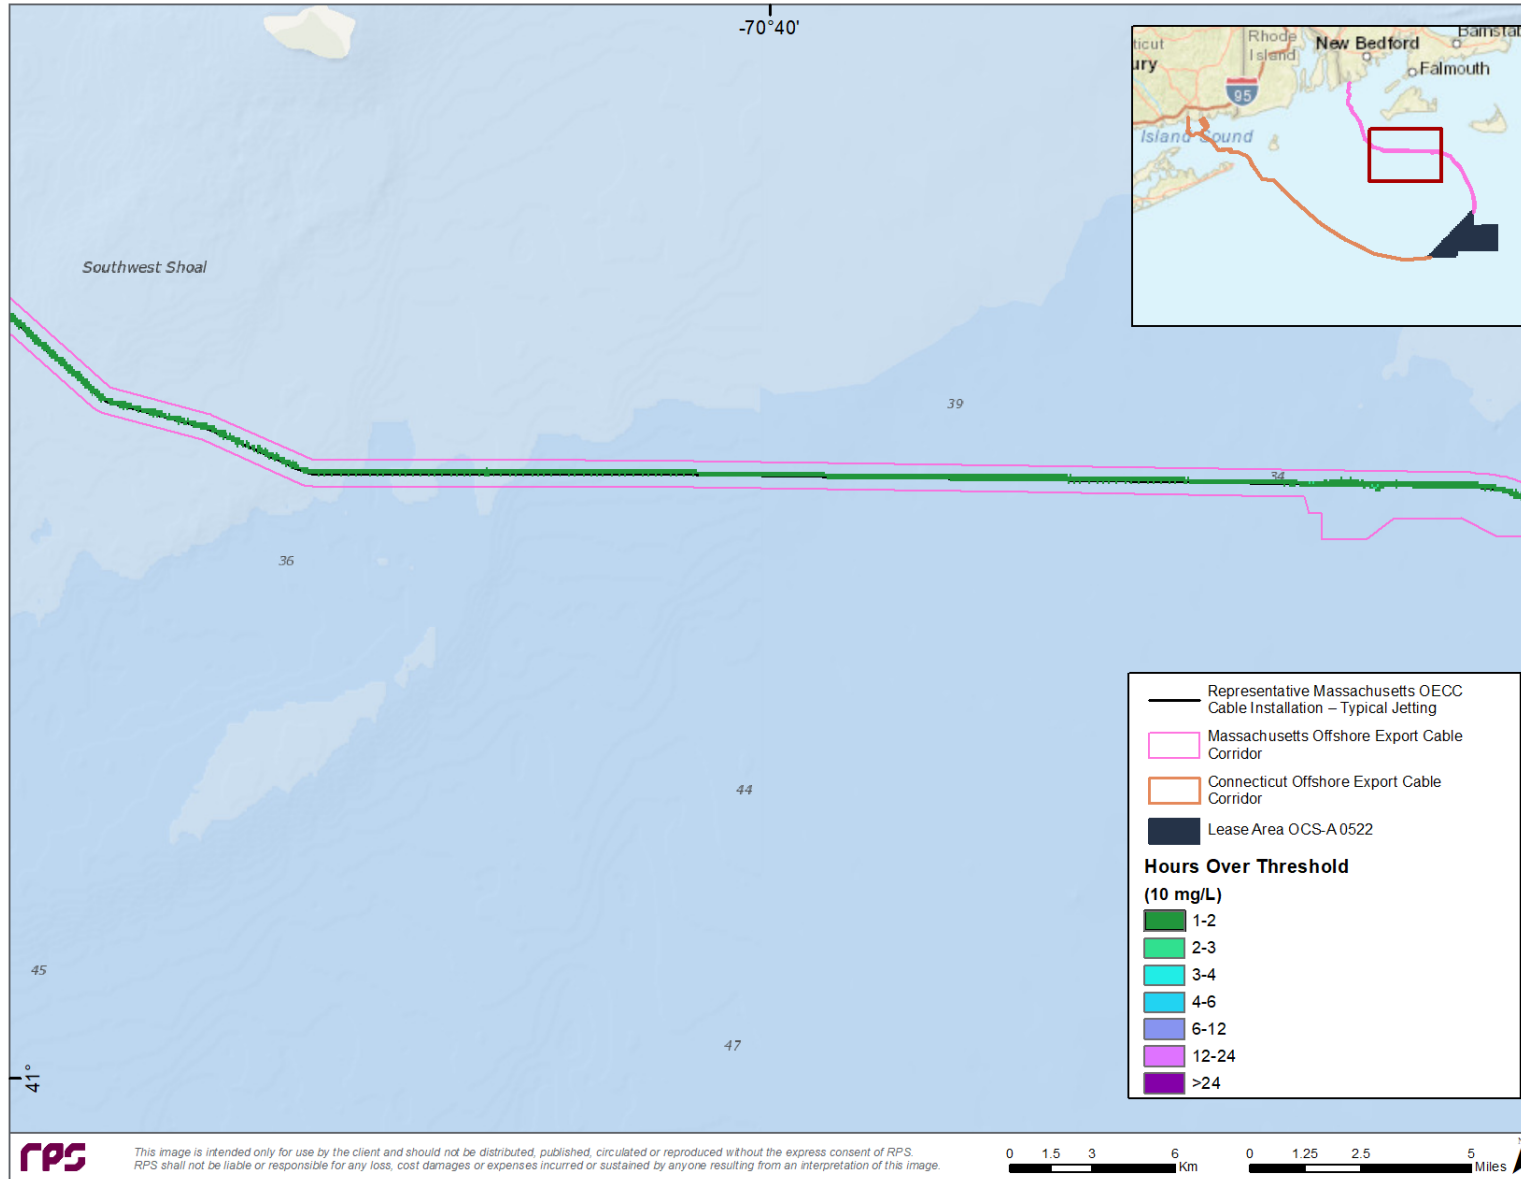 -70°40'
Southwest Shoal
39
34
36
44
45
47
41°
ticut
ury
Rhode
Island
New Bedford
Barnstab
Falmouth
95
Island Sound
Representative Massachusetts OECC
Cable Installation – Typical Jetting
Massachusetts Offshore Export Cable
Corridor
Connecticut Offshore Export Cable
Corridor
Lease Area OCS-A 0522
Hours Over Threshold
(10 mg/L)
1-2
2-3
3-4
4-6
6-12
12-24
>24
rps
This image is intended only for use by the client and should not be distributed, published, circulated or reproduced without the express consent of RPS.
RPS shall not be liable or responsible for any loss, cost damages or expenses incurred or sustained by anyone resulting from an interpretation of this image.
0 1.5 3 6
Km
0 1.25 2.5 5
Miles